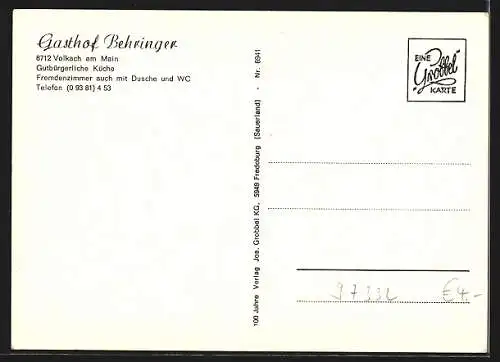 Gasthof Behringer
8712 Volkach am Main
Gutbürgerliche Küche
Fremdenzimmer auch mit Dusche und WC
Telefon (0 93 81) 4 53
100 Jahre Verlag Jos. Grobbel KG, 5949 Fredeburg (Sauerland) - Nr. 6941
EINE
„Grobbel"
KARTE
97332 €4,-